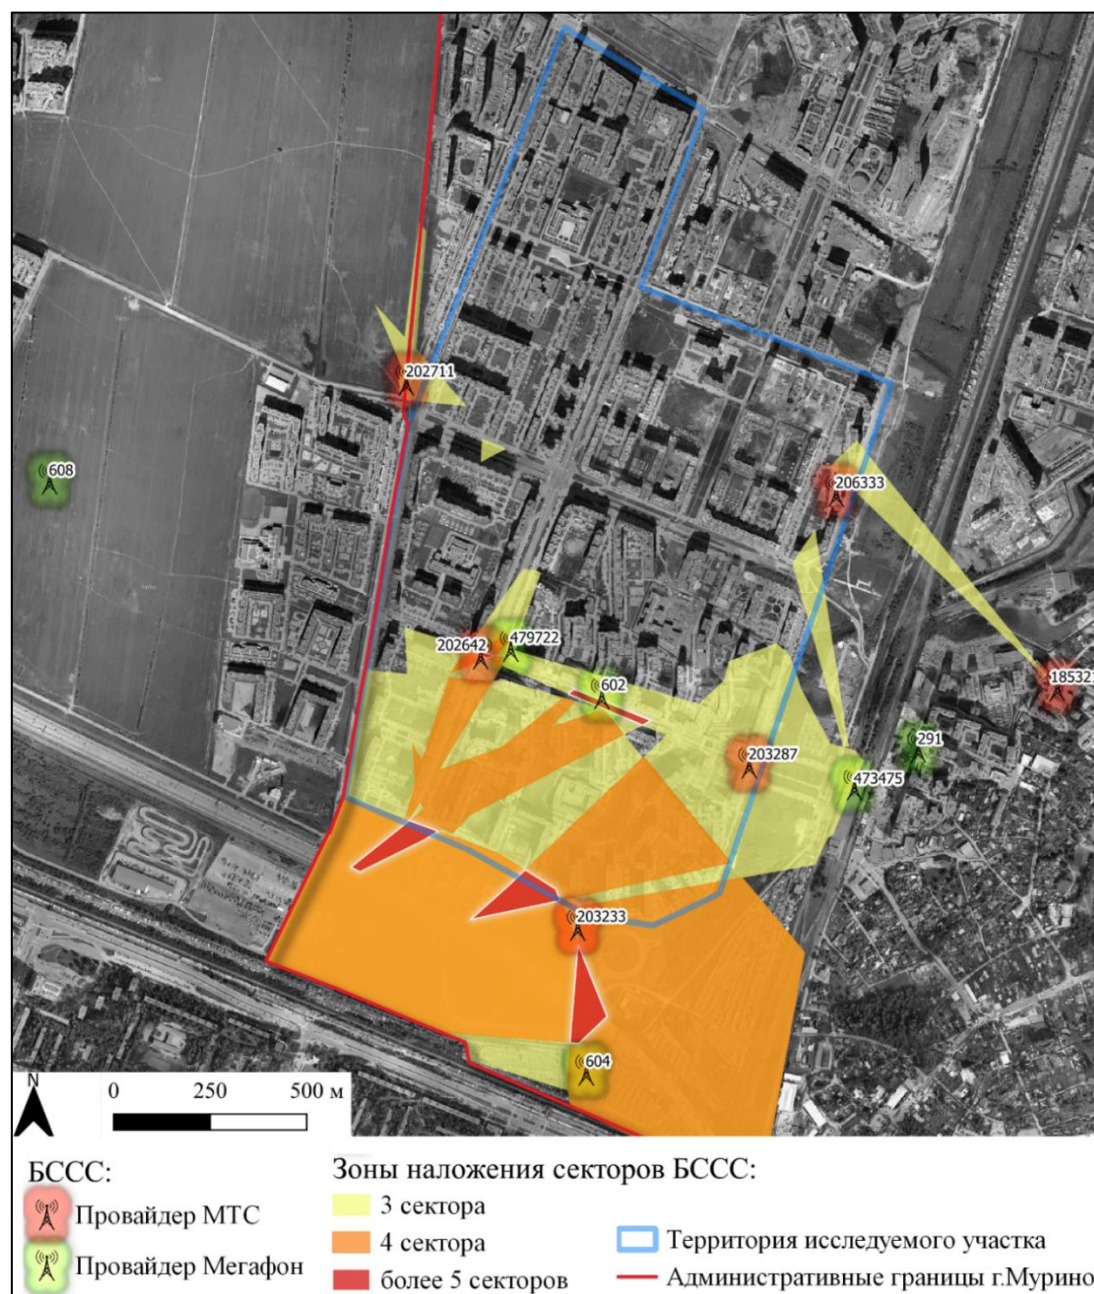 202711
608
206333
479722
202642
602
185321
291
203287
473475
203233
604
N
0 250 500 м
БССС:
Провайдер МТС
Провайдер Мегафон
Зоны наложения секторов БССС:
3 сектора
4 сектора
более 5 секторов
Территория исследуемого участка
Административные границы г.Мурино